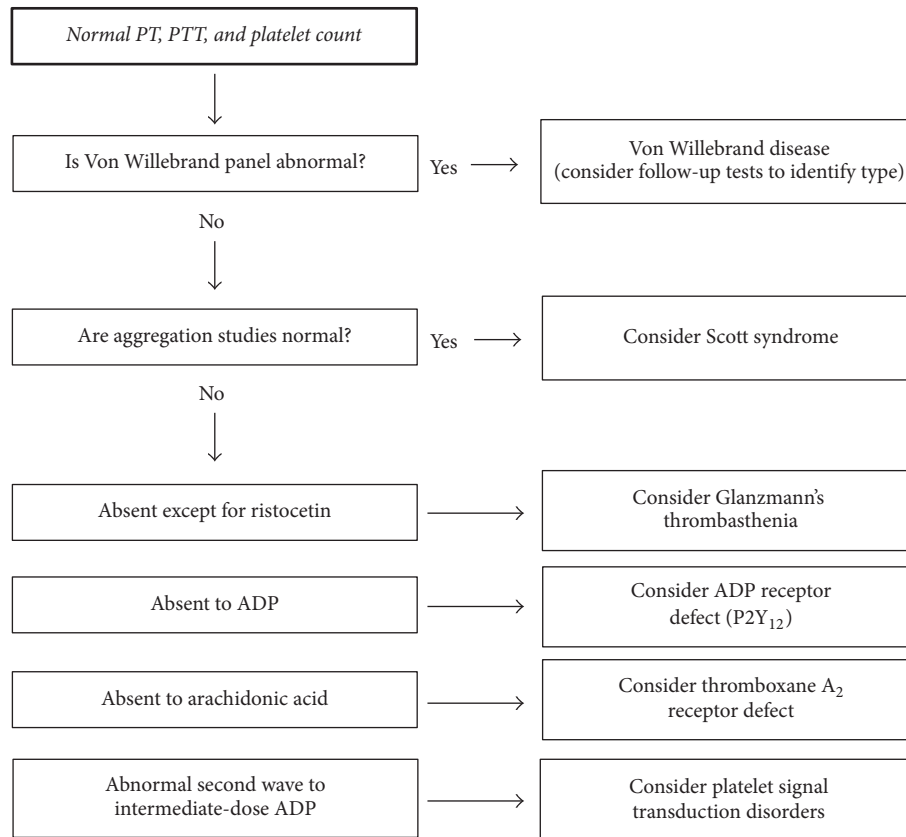 Normal PT, PTT, and platelet count
Is Von Willebrand panel abnormal?
Yes
Von Willebrand disease
(consider follow-up tests to identify type)
No
Are aggregation studies normal?
Yes
Consider Scott syndrome
No
Absent except for ristocetin
Consider Glanzmann's
thrombasthenia
Absent to ADP
Consider ADP receptor
defect (P2Y₁₂)
Absent to arachidonic acid
Consider thromboxane A₂
receptor defect
Abnormal second wave to
intermediate-dose ADP
Consider platelet signal
transduction disorders